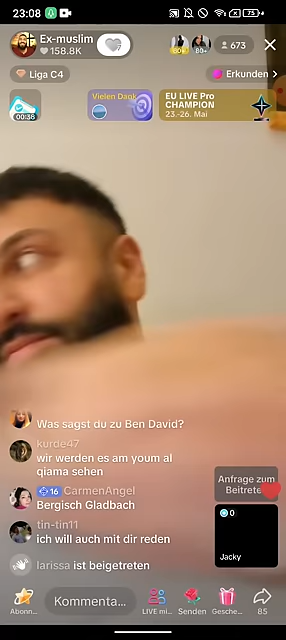 23:08
75
Ex-muslim
158.8K
60+
80+
673
Liga C4
Erkunden
00:36
Vielen Dank
EU LIVE Pro
CHAMPION
23.-26. Mai
Was sagst du zu Ben David?
kurde47
wir werden es am youm al
qiama sehen
16 CarmenAngel
Bergisch Gladbach
tin-tin11
ich will auch mit dir reden
larissa ist beigetreten
Anfrage zum
Beitrete
0
Jacky
Abonn...
Kommenta...
LIVE mi...
Senden
Gesche...
85